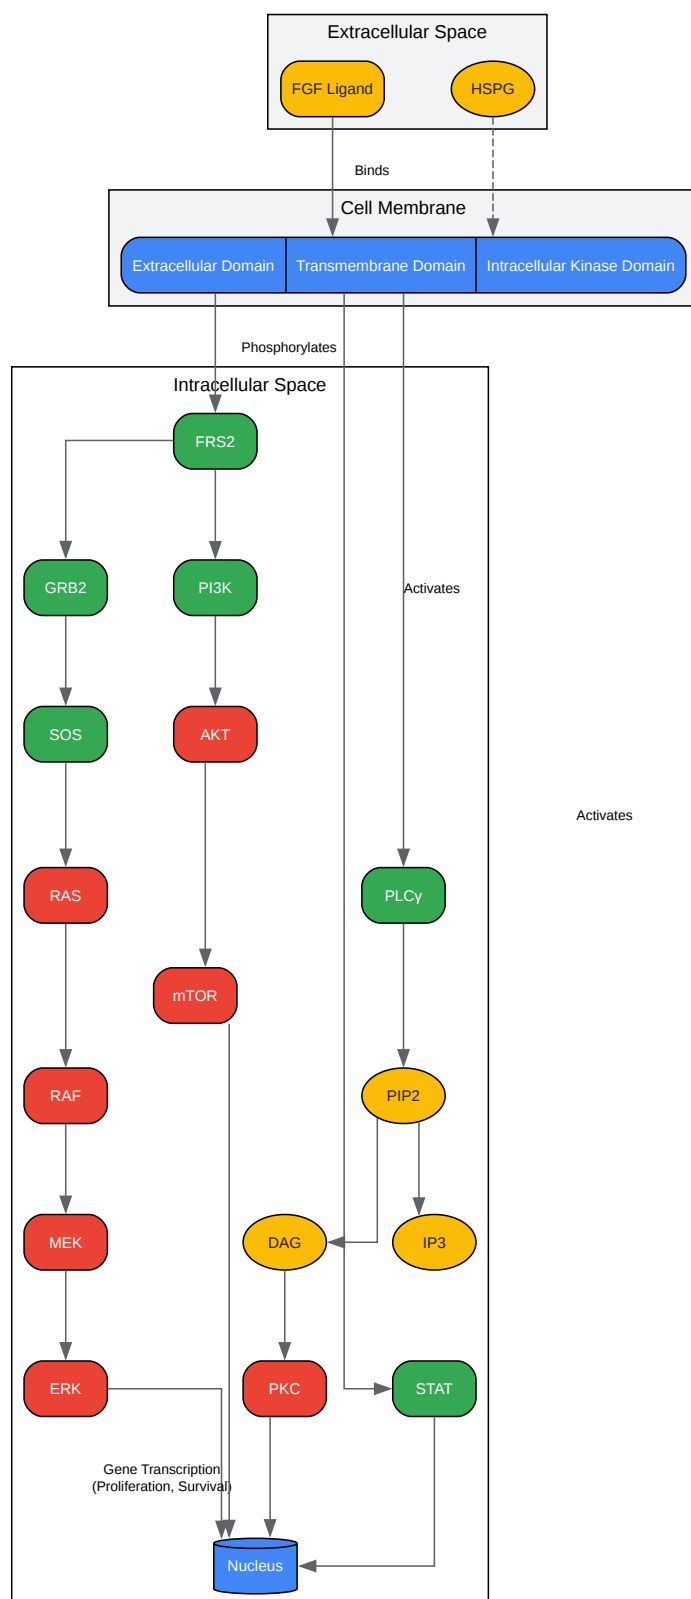 Extracellular Space
FGF Ligand
HSPG
Binds
Cell Membrane
Extracellular Domain
Transmembrane Domain
Intracellular Kinase Domain
Phosphorylates
Intracellular Space
FRS2
GRB2
PI3K
Activates
SOS
AKT
Activates
RAS
PLCγ
mTOR
RAF
PIP2
MEK
DAG
IP3
ERK
PKC
STAT
Gene Transcription
(Proliferation, Survival)
Nucleus